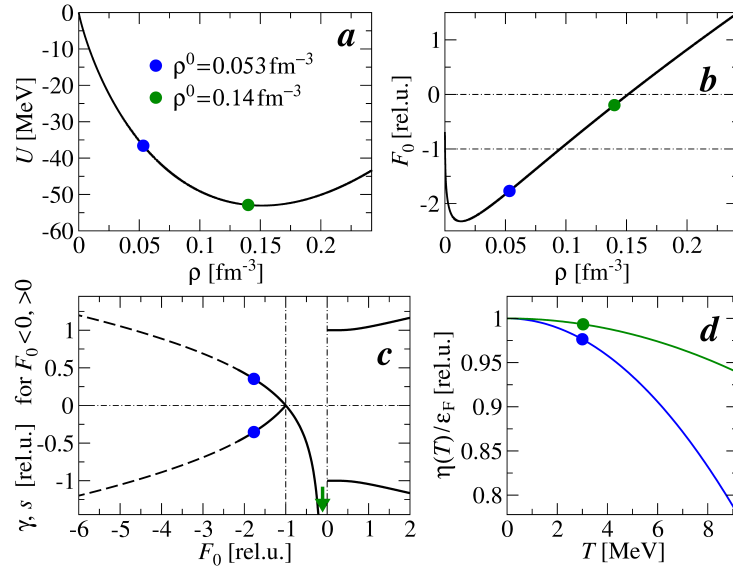 0
-10
-20
-30
-40
-50
-60
U [MeV]
a
ρ⁰=0.053fm⁻³
ρ⁰=0.14fm⁻³
0 0.05 0.1 0.15 0.2
ρ [fm⁻³]
1
0
-1
-2
F₀ [rel.u.]
b
0 0.05 0.1 0.15 0.2
ρ [fm⁻³]
1
0.5
0
-0.5
-1
γ, s [rel.u.] for F₀<0, >0
c
-6 -5 -4 -3 -2 -1 0 1 2
F₀ [rel.u.]
1
0.95
0.9
0.85
0.8
η(T)/ε_F [rel.u.]
d
0 2 4 6 8
T [MeV]